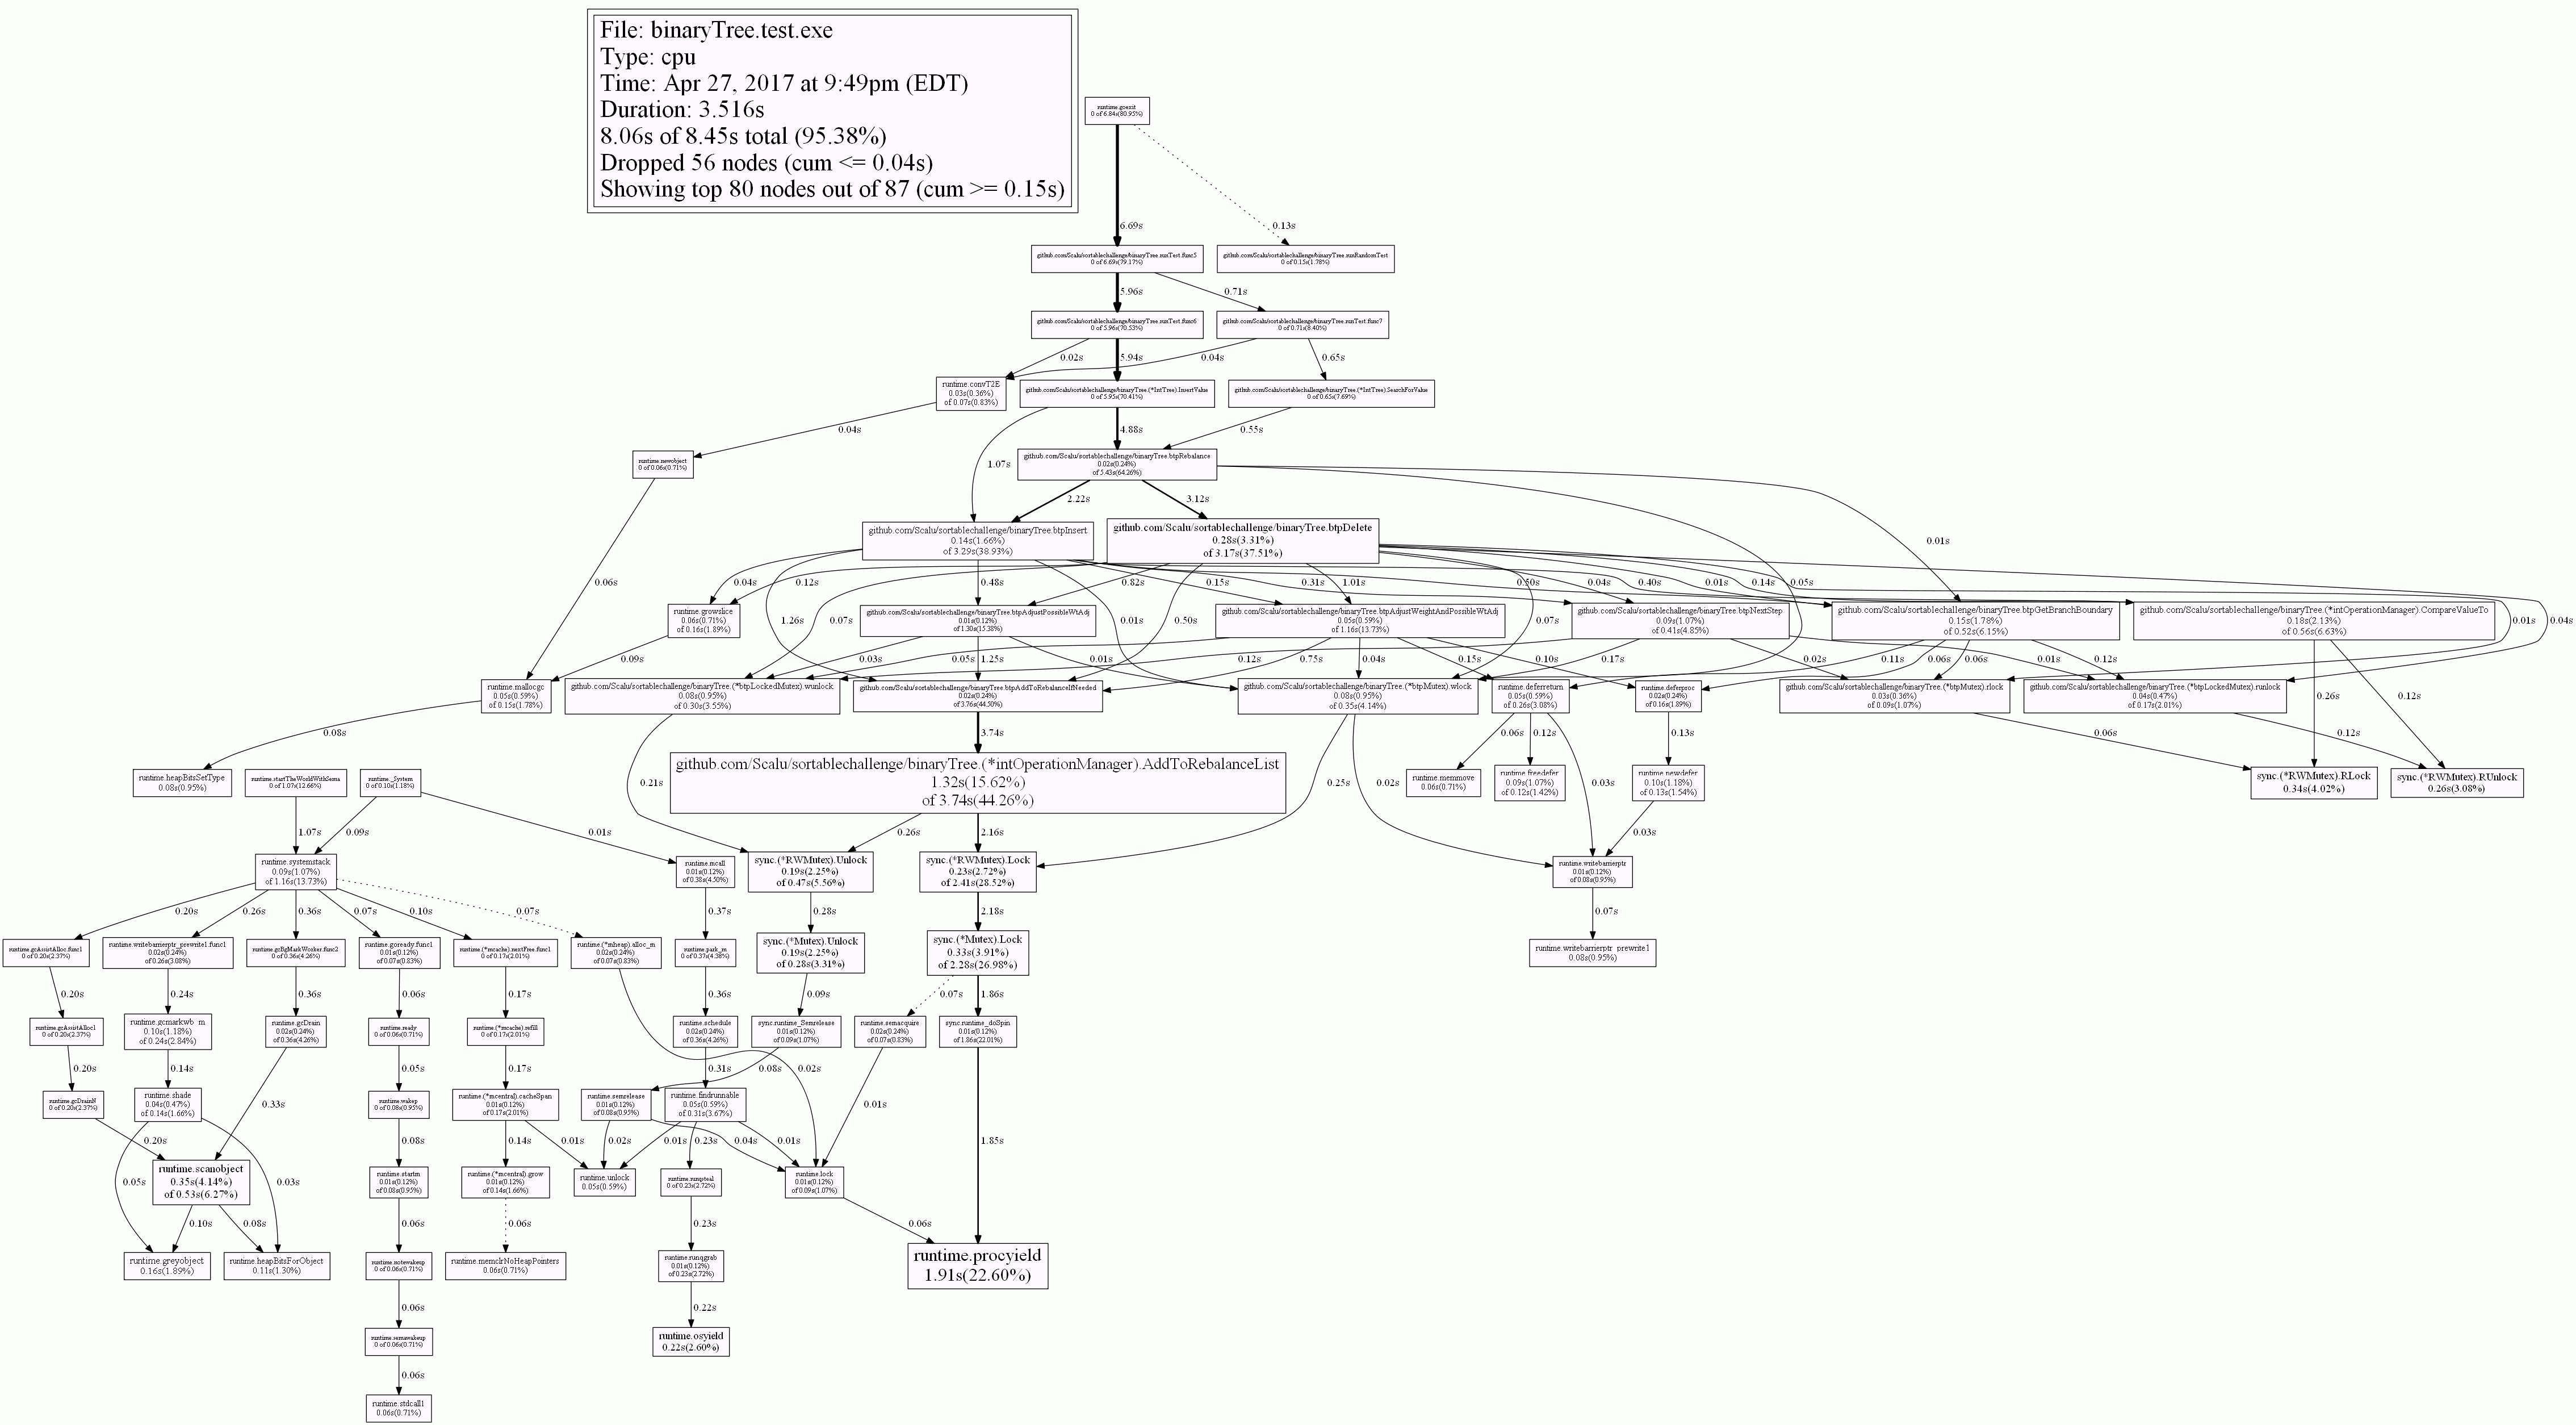 File: binaryTree.test.exe
Type: cpu
Time: Apr 27, 2017 at 9:49pm (EDT)
Duration: 3.516s
8.06s of 8.45s total (95.38%)
Dropped 56 nodes (cum <= 0.04s)
Showing top 80 nodes out of 87 (cum >= 0.15s)
runtime.goexit
0 of 6.84s(80.95%)
6.69s
0.13s
github.com/Scalu/sortablechallenge/binaryTree.runTest.func5
0 of 6.69s(79.17%)
github.com/Scalu/sortablechallenge/binaryTree.runRandomTest
0 of 0.15s(1.78%)
5.96s
0.71s
github.com/Scalu/sortablechallenge/binaryTree.runTest.func6
0 of 5.96s(70.53%)
github.com/Scalu/sortablechallenge/binaryTree.runTest.func7
0 of 0.71s(8.40%)
0.02s
5.94s
0.04s
0.65s
runtime.convT2E
0.03s(0.36%)
of 0.07s(0.83%)
github.com/Scalu/sortablechallenge/binaryTree.(*IntTree).InsertValue
0 of 5.95s(70.41%)
github.com/Scalu/sortablechallenge/binaryTree.(*IntTree).SearchForValue
0 of 0.65s(7.69%)
0.04s
4.88s
0.55s
1.07s
runtime.newobject
0 of 0.06s(0.71%)
github.com/Scalu/sortablechallenge/binaryTree.btpRebalance
0.02s(0.24%)
of 5.43s(64.26%)
2.22s
3.12s
0.01s
github.com/Scalu/sortablechallenge/binaryTree.btpInsert
0.14s(1.66%)
of 3.29s(38.93%)
github.com/Scalu/sortablechallenge/binaryTree.btpDelete
0.28s(3.31%)
of 3.17s(37.51%)
0.06s
0.04s
0.12s
0.48s
0.82s
0.15s
1.01s
0.31s
0.04s
0.50s
0.40s
0.01s
0.14s
0.05s
runtime.growslice
0.06s(0.71%)
of 0.16s(1.89%)
github.com/Scalu/sortablechallenge/binaryTree.btpAdjustPossibleWtAdj
0.01s(0.12%)
of 1.30s(15.38%)
github.com/Scalu/sortablechallenge/binaryTree.btpAdjustWeightAndPossibleWtAdj
0.05s(0.59%)
of 1.16s(13.73%)
github.com/Scalu/sortablechallenge/binaryTree.btpNextStep
0.09s(1.07%)
of 0.41s(4.85%)
github.com/Scalu/sortablechallenge/binaryTree.btpGetBranchBoundary
0.15s(1.78%)
of 0.52s(6.15%)
github.com/Scalu/sortablechallenge/binaryTree.(*intOperationManager).CompareValueTo
0.18s(2.13%)
of 0.56s(6.63%)
1.26s
0.07s
0.01s
0.50s
0.07s
0.01s
0.04s
0.09s
0.03s
0.05s
1.25s
0.01s
0.12s
0.75s
0.04s
0.15s
0.10s
0.17s
0.02s
0.11s
0.06s
0.06s
0.01s
0.12s
0.26s
0.12s
runtime.mallocgc
0.05s(0.59%)
of 0.15s(1.78%)
github.com/Scalu/sortablechallenge/binaryTree.(*btpLockedMutex).wunlock
0.08s(0.95%)
of 0.30s(3.55%)
github.com/Scalu/sortablechallenge/binaryTree.btpAddToRebalanceIfNeeded
0.02s(0.24%)
of 3.76s(44.50%)
github.com/Scalu/sortablechallenge/binaryTree.(*btpMutex).wlock
0.08s(0.95%)
of 0.35s(4.14%)
runtime.deferreturn
0.05s(0.59%)
of 0.26s(3.08%)
runtime.deferproc
0.02s(0.24%)
of 0.16s(1.89%)
github.com/Scalu/sortablechallenge/binaryTree.(*btpMutex).rlock
0.03s(0.36%)
of 0.09s(1.07%)
github.com/Scalu/sortablechallenge/binaryTree.(*btpLockedMutex).runlock
0.04s(0.47%)
of 0.17s(2.01%)
0.08s
3.74s
0.06s
0.12s
0.13s
0.06s
0.12s
runtime.heapBitsSetType
0.08s(0.95%)
runtime.startTheWorldWithSema
0 of 1.07s(12.66%)
runtime._System
0 of 0.10s(1.18%)
0.21s
github.com/Scalu/sortablechallenge/binaryTree.(*intOperationManager).AddToRebalanceList
1.32s(15.62%)
of 3.74s(44.26%)
0.25s
0.02s
runtime.memmove
0.06s(0.71%)
runtime.freedefer
0.09s(1.07%)
of 0.12s(1.42%)
0.03s
runtime.newdefer
0.10s(1.18%)
of 0.13s(1.54%)
sync.(*RWMutex).RLock
0.34s(4.02%)
sync.(*RWMutex).RUnlock
0.26s(3.08%)
1.07s
0.09s
0.01s
0.26s
2.16s
0.03s
runtime.systemstack
0.09s(1.07%)
of 1.16s(13.73%)
runtime.mcall
0.01s(0.12%)
of 0.38s(4.50%)
sync.(*RWMutex).Unlock
0.19s(2.25%)
of 0.47s(5.56%)
sync.(*RWMutex).Lock
0.23s(2.72%)
of 2.41s(28.52%)
runtime.writebarrierptr
0.01s(0.12%)
of 0.08s(0.95%)
0.20s
0.26s
0.36s
0.07s
0.10s
0.07s
0.37s
0.28s
2.18s
0.07s
runtime.gcAssistAlloc.func1
0 of 0.20s(2.37%)
runtime.writebarrierptr_prewrite1.func1
0.02s(0.24%)
of 0.26s(3.08%)
runtime.gcBgMarkWorker.func2
0 of 0.36s(4.26%)
runtime.goready.func1
0.01s(0.12%)
of 0.07s(0.83%)
runtime.(*mcache).nextFree.func1
0 of 0.17s(2.01%)
runtime.(*mheap).alloc_m
0.02s(0.24%)
of 0.07s(0.83%)
runtime.park_m
0 of 0.37s(4.38%)
sync.(*Mutex).Unlock
0.19s(2.25%)
of 0.28s(3.31%)
sync.(*Mutex).Lock
0.33s(3.91%)
of 2.28s(26.98%)
runtime.writebarrierptr_prewrite1
0.08s(0.95%)
0.20s
0.24s
0.36s
0.06s
0.17s
0.36s
0.09s
0.07s
1.86s
runtime.gcAssistAlloc1
0 of 0.20s(2.37%)
runtime.gcmarkwb_m
0.10s(1.18%)
of 0.24s(2.84%)
runtime.gcDrain
0.02s(0.24%)
of 0.36s(4.26%)
runtime.ready
0 of 0.06s(0.71%)
runtime.(*mcache).refill
0 of 0.17s(2.01%)
runtime.schedule
0.02s(0.24%)
of 0.36s(4.26%)
sync.runtime_Semrelease
0.01s(0.12%)
of 0.09s(1.07%)
runtime.semacquire
0.02s(0.24%)
of 0.07s(0.83%)
sync.runtime_doSpin
0.01s(0.12%)
of 1.86s(22.01%)
0.20s
0.14s
0.33s
0.05s
0.17s
0.31s
0.08s
0.02s
0.01s
runtime.gcDrainN
0 of 0.20s(2.37%)
runtime.shade
0.04s(0.47%)
of 0.14s(1.66%)
runtime.wakep
0 of 0.08s(0.95%)
runtime.(*mcentral).cacheSpan
0.01s(0.12%)
of 0.17s(2.01%)
runtime.semrelease
0.01s(0.12%)
of 0.08s(0.95%)
runtime.findrunnable
0.05s(0.59%)
of 0.31s(3.67%)
0.20s
0.08s
0.14s
0.01s
0.02s
0.01s
0.23s
0.04s
0.01s
1.85s
0.05s
runtime.scanobject
0.35s(4.14%)
of 0.53s(6.27%)
0.03s
runtime.startm
0.01s(0.12%)
of 0.08s(0.95%)
runtime.(*mcentral).grow
0.01s(0.12%)
of 0.14s(1.66%)
runtime.unlock
0.05s(0.59%)
runtime.runqsteal
0 of 0.23s(2.72%)
runtime.lock
0.01s(0.12%)
of 0.09s(1.07%)
0.10s
0.08s
0.06s
0.06s
0.23s
0.06s
runtime.greyobject
0.16s(1.89%)
runtime.heapBitsForObject
0.11s(1.30%)
runtime.notewakeup
0 of 0.06s(0.71%)
runtime.memclrNoHeapPointers
0.06s(0.71%)
runtime.runqgrab
0.01s(0.12%)
of 0.23s(2.72%)
runtime.procyield
1.91s(22.60%)
0.06s
0.22s
runtime.semawakeup
0 of 0.06s(0.71%)
runtime.osyield
0.22s(2.60%)
0.06s
runtime.stdcall1
0.06s(0.71%)